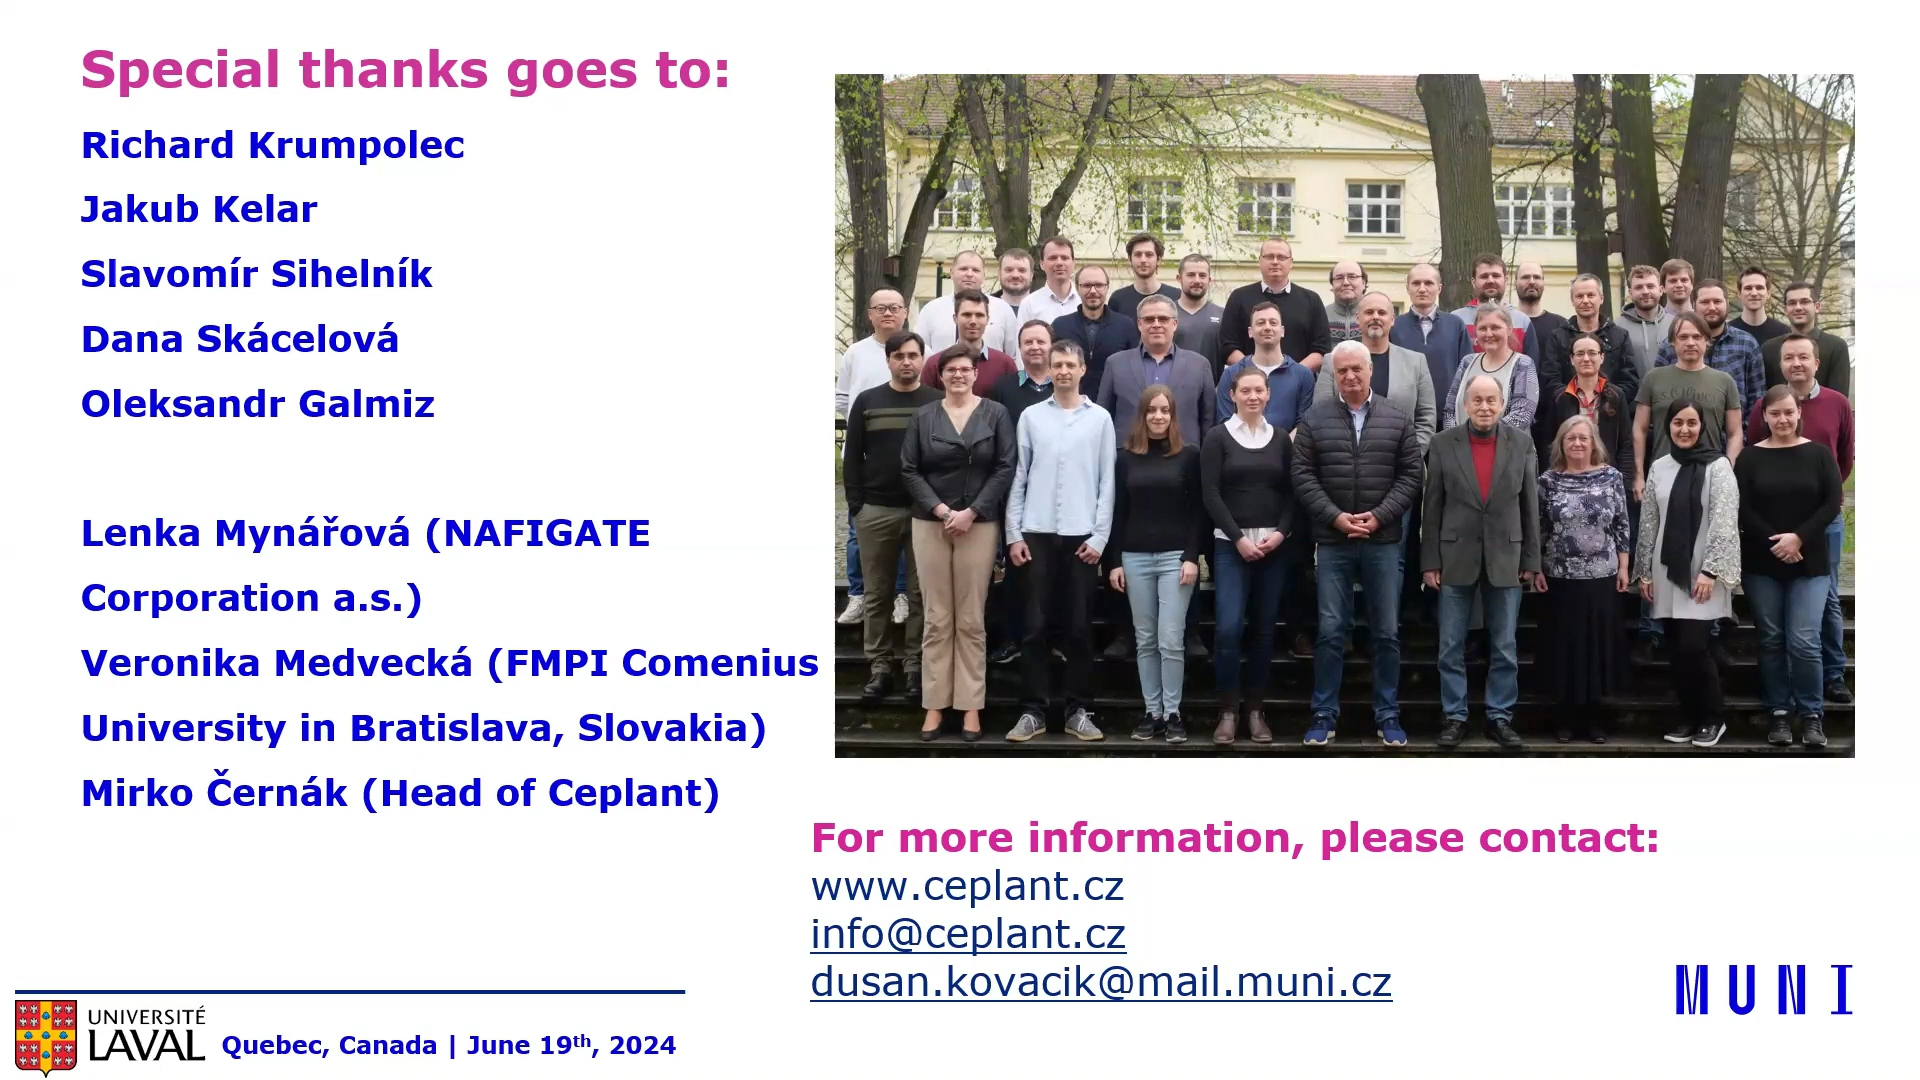 Special thanks goes to:
Richard Krumpolec
Jakub Kelar
Slavomír Sihelník
Dana Skácelová
Oleksandr Galmiz
Lenka Mynářová (NAFIGATE
Corporation a.s.)
Veronika Medvecká (FMPI Comenius
University in Bratislava, Slovakia)
Mirko Černák (Head of Ceplant)
For more information, please contact:
www.ceplant.cz
info@ceplant.cz
dusan.kovacik@mail.muni.cz
UNIVERSITÉ
LAVAL
Quebec, Canada | June 19th, 2024
MUNI